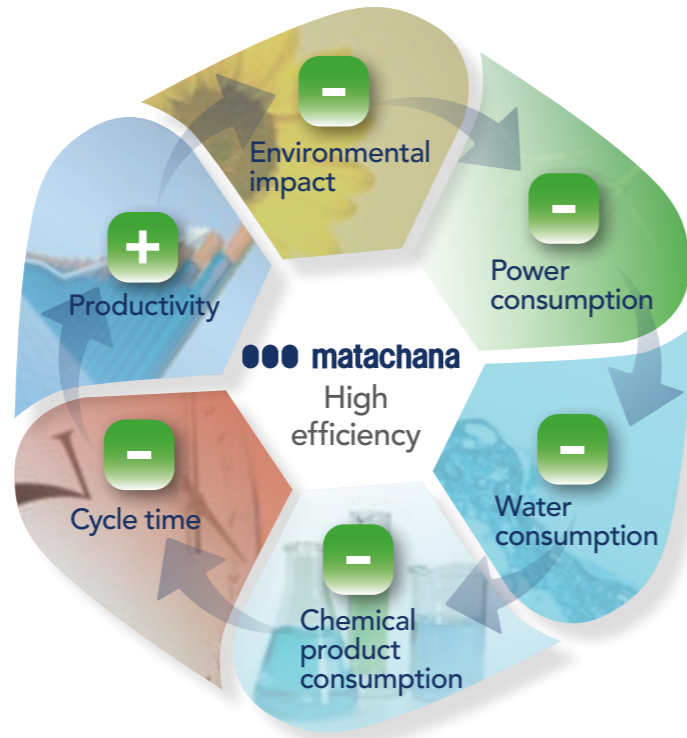 -
Environmental
impact
-
Power
consumption
+
Productivity
matachana
High
efficiency
-
Cycle time
-
Water
consumption
-
Chemical
product
consumption